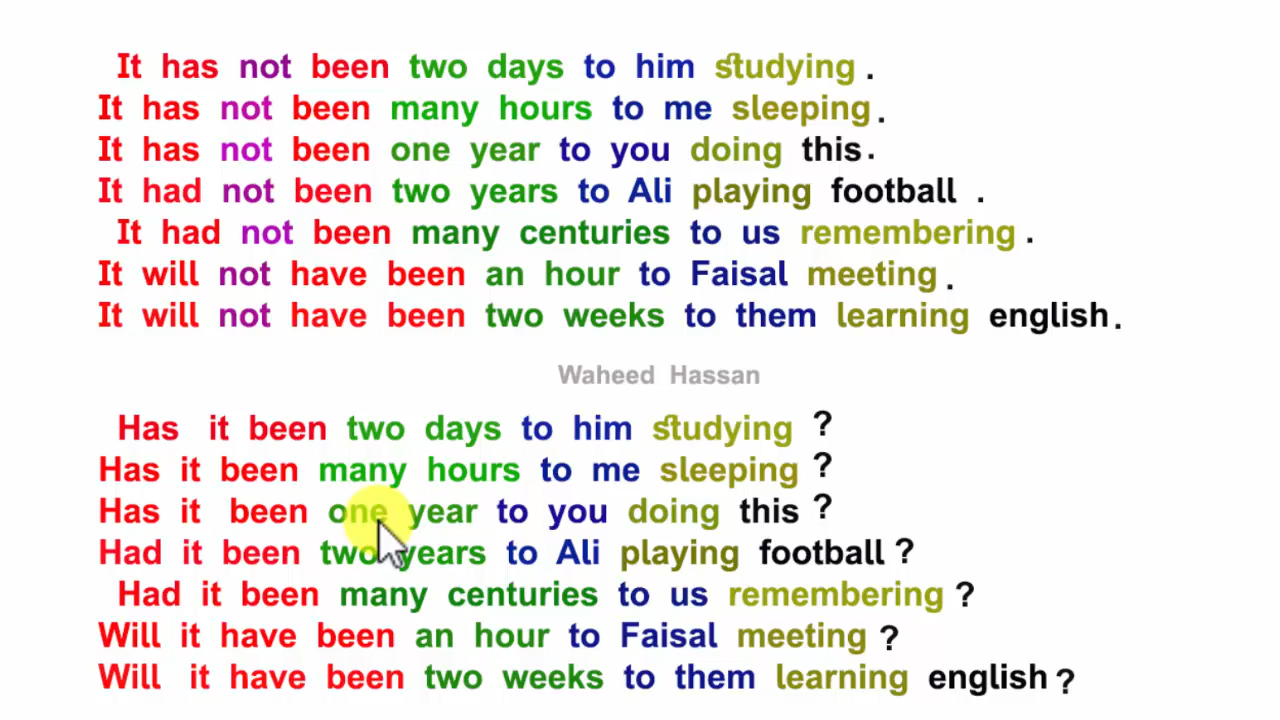 It has not been two days to him studying .
It has not been many hours to me sleeping .
It has not been one year to you doing this .
It had not been two years to Ali playing football .
It had not been many centuries to us remembering .
It will not have been an hour to Faisal meeting .
It will not have been two weeks to them learning english .
Waheed Hassan
Has it been two days to him studying ?
Has it been many hours to me sleeping ?
Has it been one year to you doing this ?
Had it been two years to Ali playing football ?
Had it been many centuries to us remembering ?
Will it have been an hour to Faisal meeting ?
Will it have been two weeks to them learning english ?